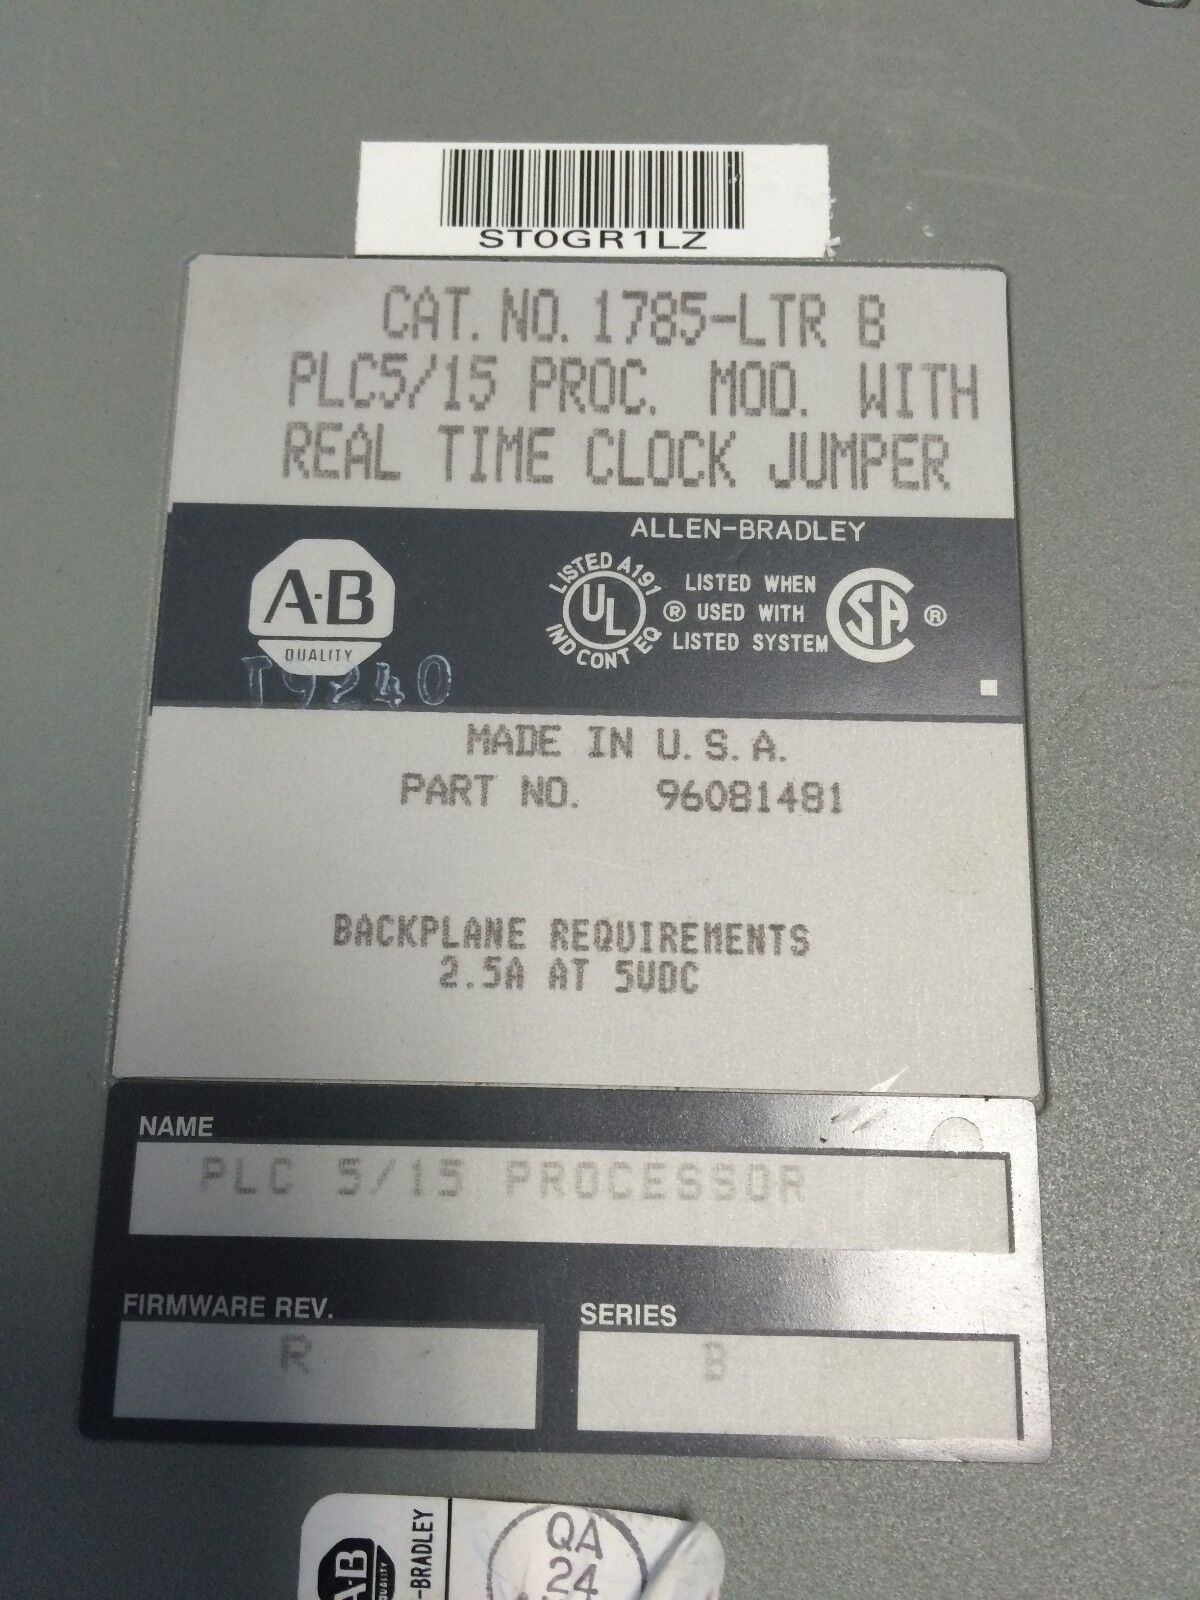 ST0GR1LZ
CAT. NO. 1785-LTR B
PLC5/15 PROC. MOD. WITH
REAL TIME CLOCK JUMPER
ALLEN-BRADLEY
A-B
QUALITY
LISTED A191
UL
IND CONT EQ
®
LISTED WHEN
USED WITH
LISTED SYSTEM
SA
®
T9240
MADE IN U.S.A.
PART NO. 96081481
BACKPLANE REQUIREMENTS
2.5A AT 5VDC
NAME
PLC 5/15 PROCESSOR
FIRMWARE REV.
R
SERIES
B
A-B
QUALITY
-BRADLEY
QA
24